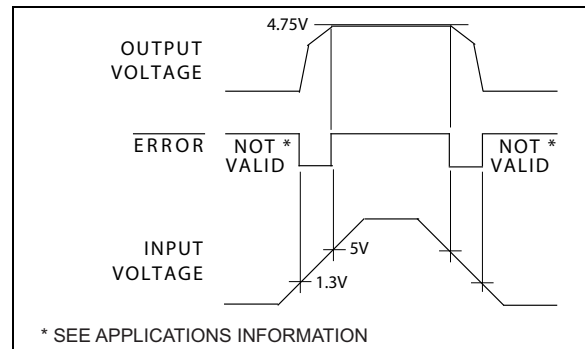 4.75V
OUTPUT
VOLTAGE
ERROR
NOT *
VALID
NOT *
VALID
INPUT
VOLTAGE
5V
1.3V
* SEE APPLICATIONS INFORMATION